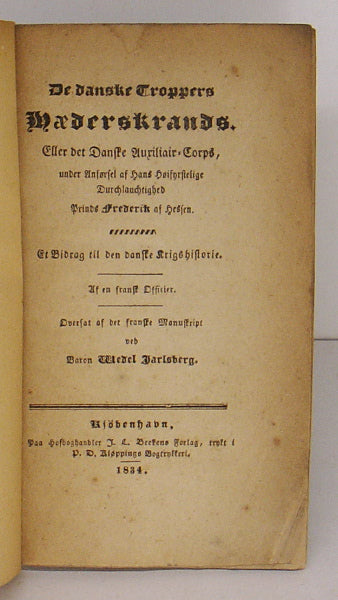 De danske Troppers
Hæderskrands.
Eller det Danske Auxiliair-Corps,
under Anførsel af Hans Høifyrstelige
Durchlauchtighed
Prinds Frederik af Hessen.
Et Bidrag til den danske Krigshistorie.
Af en fransk Officier.
Oversat af det franske Manuskript
ved
Baron Wedel Jarlsberg.
Kjöbenhavn,
Paa Hofboghandler J. C. Beekens Forlag, trykt i
P. D. Kiøppings Bogtrykkeri.
1834.